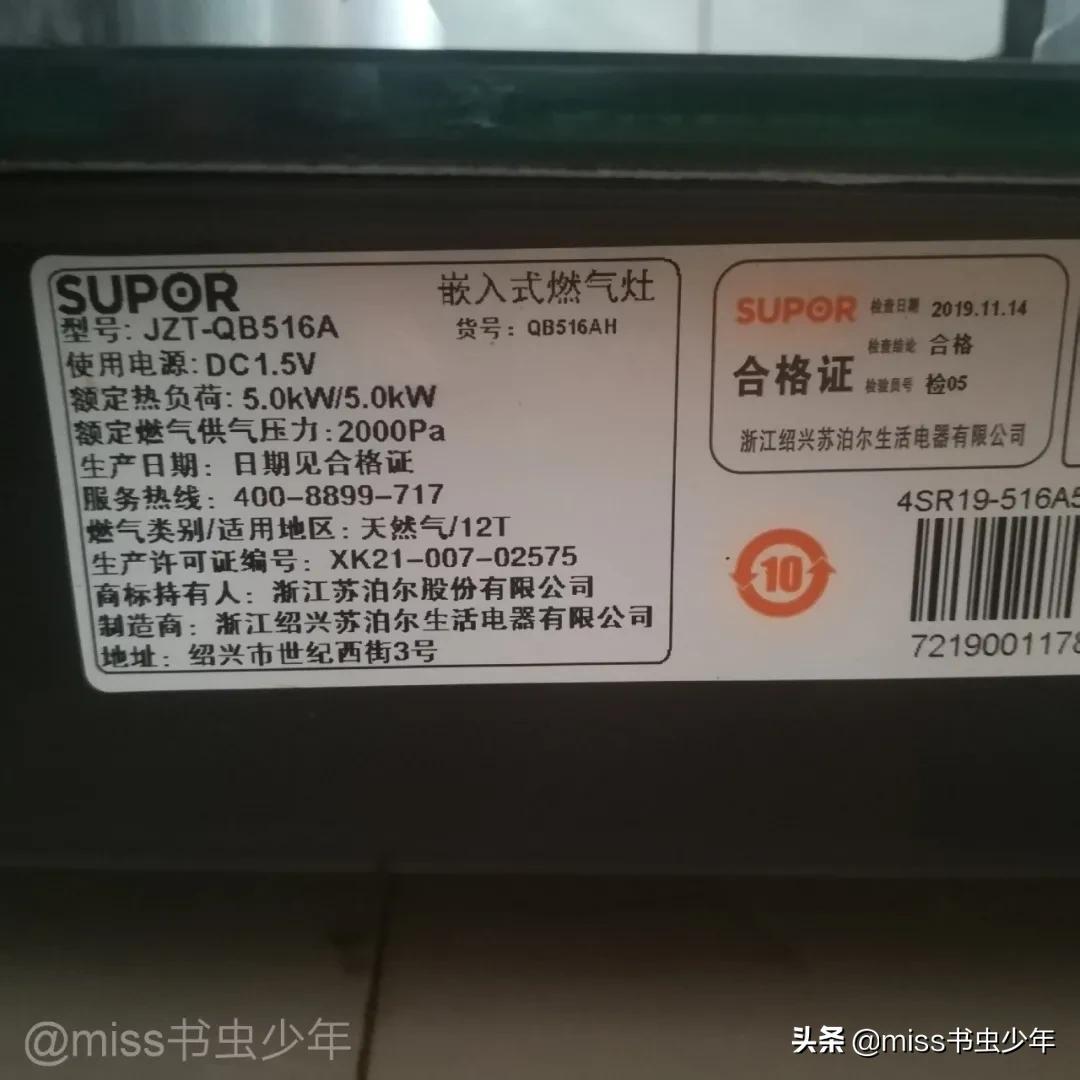 SUPOR
嵌入式燃气灶
型号: JZT-QB516A
货号: QB516AH
使用电源: DC1.5V
额定热负荷: 5.0kW/5.0kW
额定燃气供气压力: 2000Pa
生产日期: 日期见合格证
服务热线: 400-8899-717
燃气类别/适用地区: 天然气/12T
生产许可证编号: XK21-007-02575
商标持有人: 浙江苏泊尔股份有限公司
制造商: 浙江绍兴苏泊尔生活电器有限公司
地址: 绍兴市世纪西街3号
SUPOR
检查日期 2019.11.14
检查结论 合格
合格证
检验员号 检05
浙江绍兴苏泊尔生活电器有限公司
4SR19-516A5
10
7219001178
@miss书虫少年
头条 @miss书虫少年